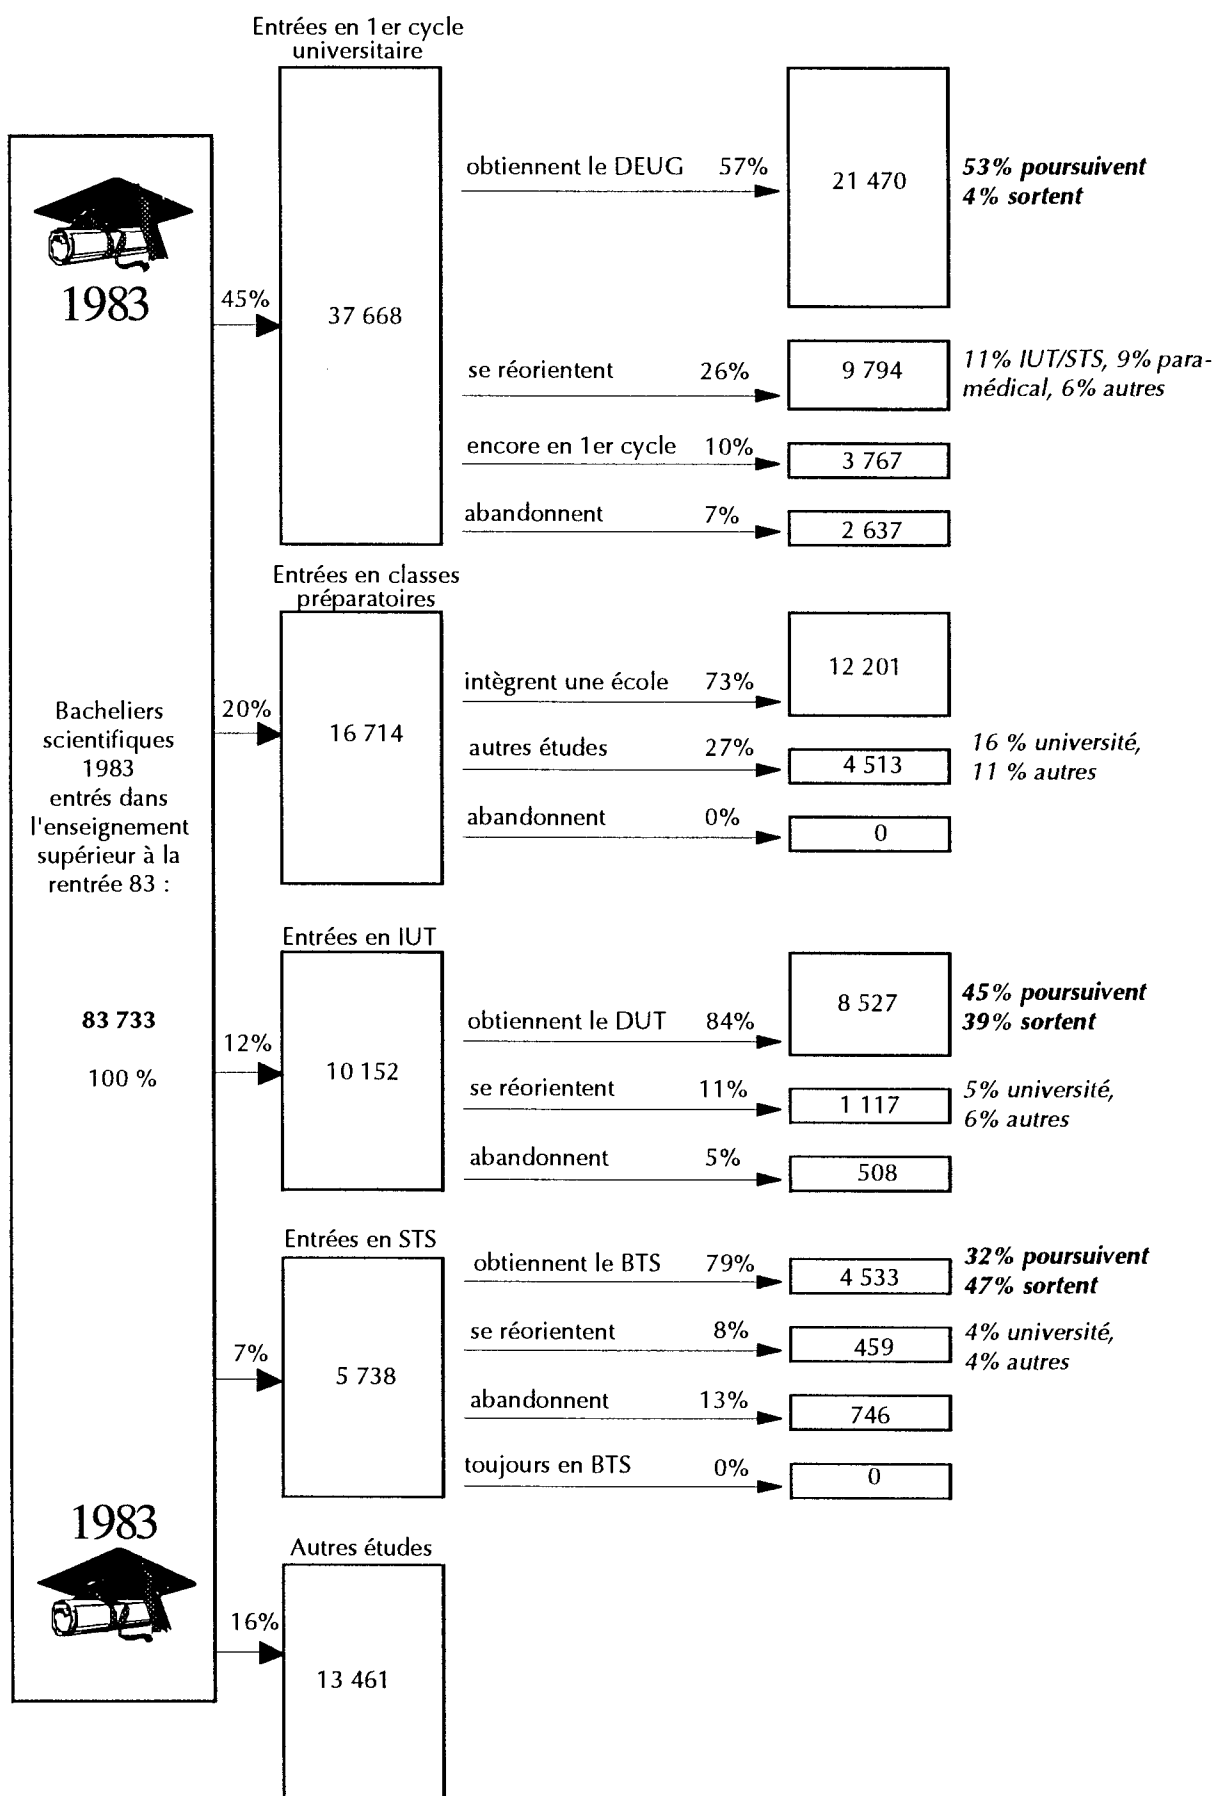 Entrées en 1er cycle
universitaire
obtiennent le DEUG 57%
21 470
53% poursuivent
4% sortent
1983
45%
37 668
se réorientent 26%
9 794
11% IUT/STS, 9% para-
médical, 6% autres
encore en 1er cycle 10%
3 767
abandonnent 7%
2 637
Entrées en classes
préparatoires
12 201
intègrent une école 73%
20%
16 714
autres études 27%
4 513
16 % université,
11 % autres
abandonnent 0%
0
Bacheliers
scientifiques
1983
entrés dans
l'enseignement
supérieur à la
rentrée 83 :
83 733
100 %
Entrées en IUT
12%
10 152
obtiennent le DUT 84%
8 527
45% poursuivent
39% sortent
se réorientent 11%
1 117
5% université,
6% autres
abandonnent 5%
508
Entrées en STS
obtiennent le BTS 79%
4 533
32% poursuivent
47% sortent
7%
5 738
se réorientent 8%
459
4% université,
4% autres
abandonnent 13%
746
toujours en BTS 0%
0
1983
Autres études
16%
13 461